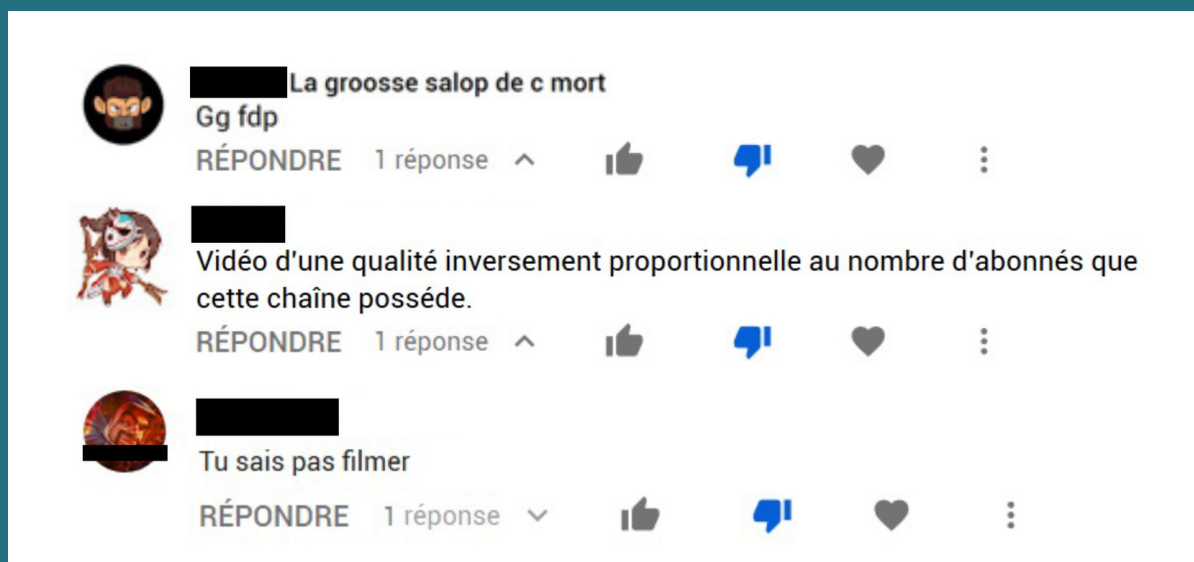 La groosse salop de c mort
Gg fdp
RÉPONDRE 1 réponse
Vidéo d'une qualité inversement proportionnelle au nombre d'abonnés que
cette chaîne posséde.
RÉPONDRE 1 réponse
Tu sais pas filmer
RÉPONDRE 1 réponse